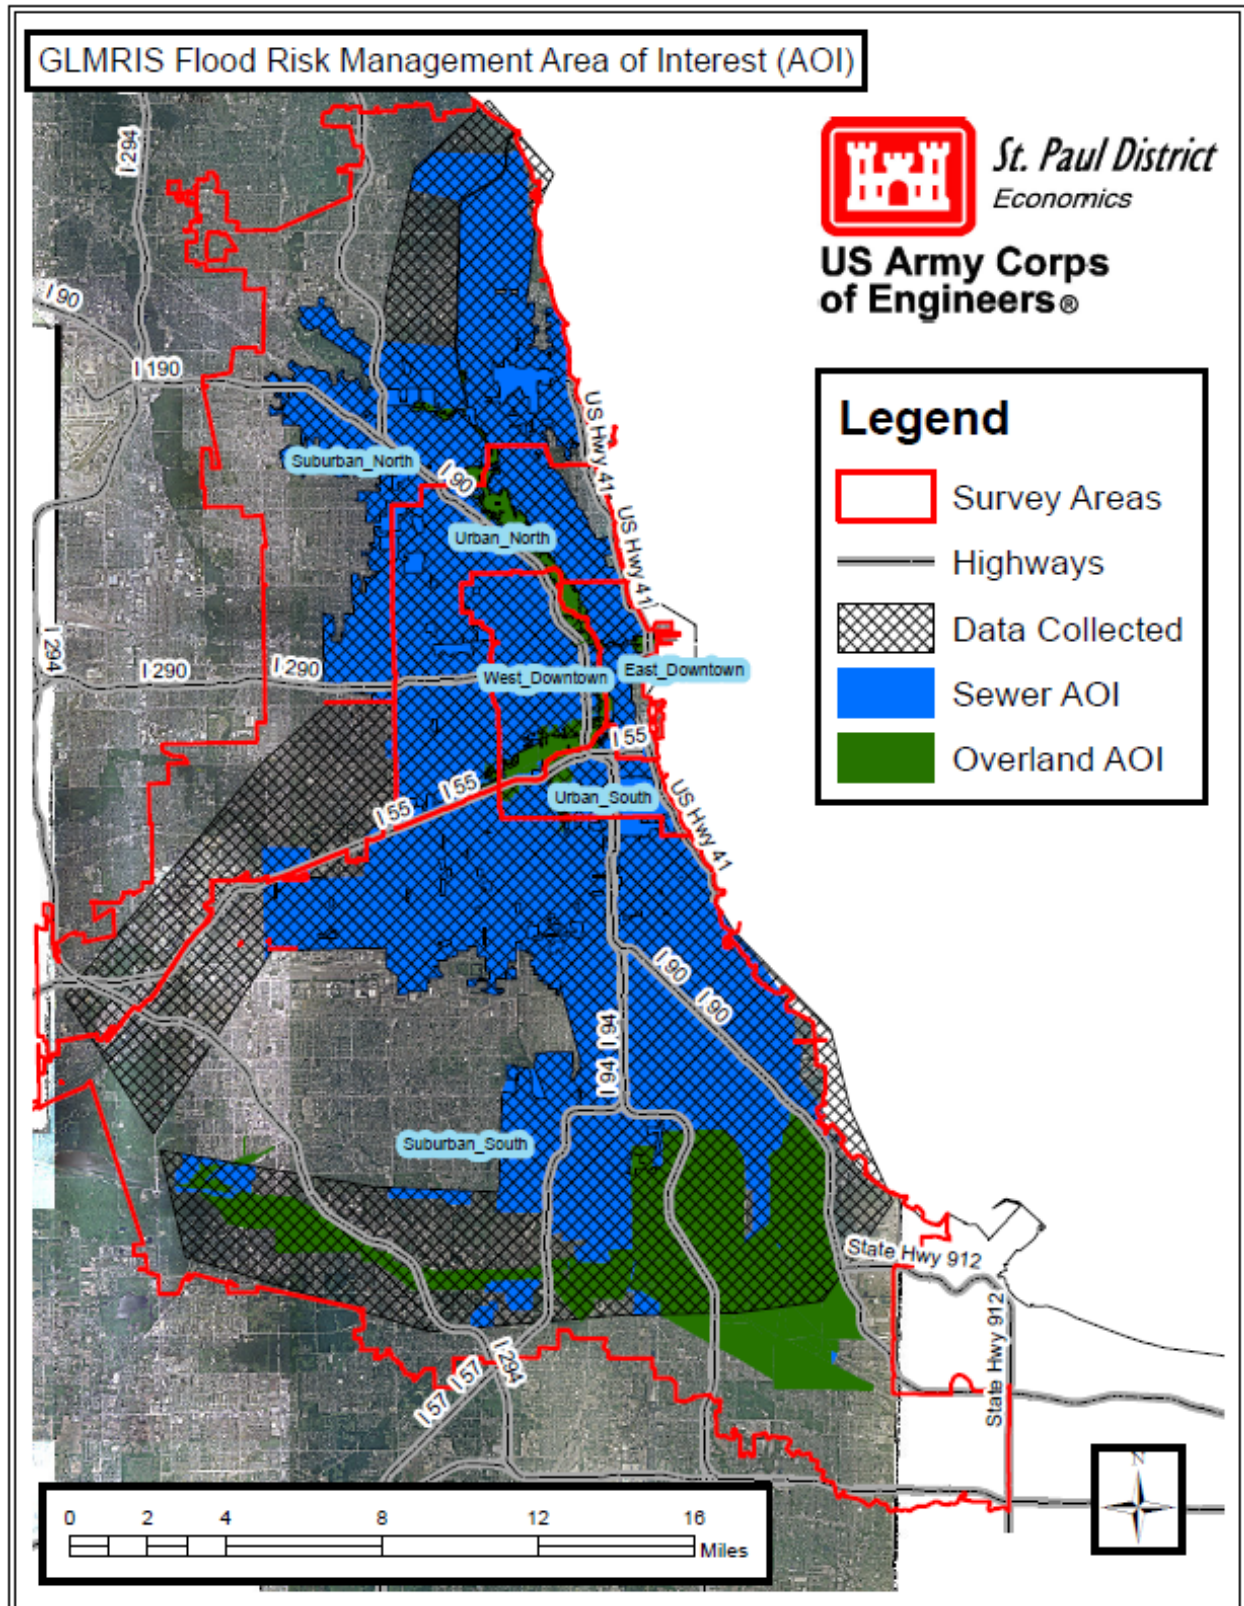 GLMRIS Flood Risk Management Area of Interest (AOI)
St. Paul District
Economics
US Army Corps
of Engineers®
Legend
Survey Areas
Highways
Data Collected
Sewer AOI
Overland AOI
I 294
I 90
I 190
US Hwy 41
Suburban_North
I 90
US Hwy 41
Urban_North
I 294
I 290
I 290
West_Downtown
East_Downtown
I 55
I 55
I 55
Urban_South
US Hwy 41
I 90
I 90
I 94
I 94
Suburban_South
State Hwy 912
State Hwy 912
I 294
I 57
I 57
N
0 2 4 8 12 16
Miles